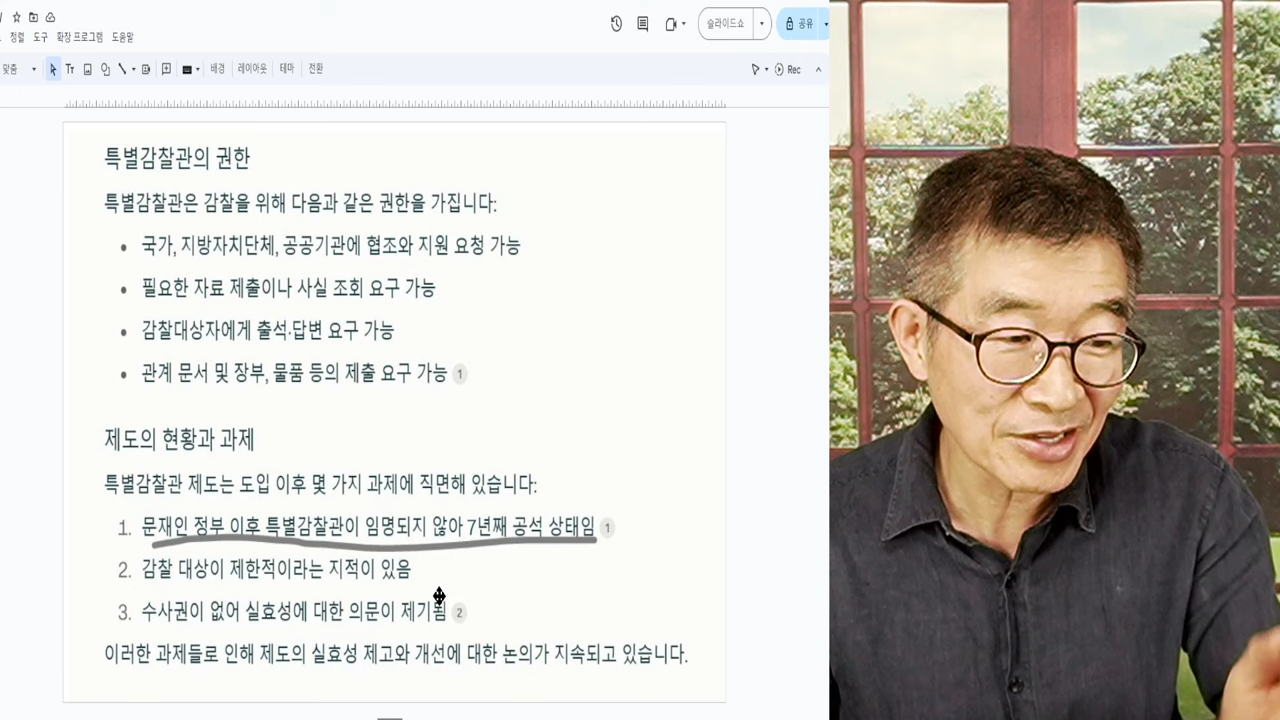 정렬 도구 확장 프로그램 도움말
슬라이드쇼
공유
맞춤
배경 레이아웃 테마 전환
Rec
특별감찰관의 권한
특별감찰관은 감찰을 위해 다음과 같은 권한을 가집니다:
• 국가, 지방자치단체, 공공기관에 협조와 지원 요청 가능
• 필요한 자료 제출이나 사실 조회 요구 가능
• 감찰대상자에게 출석·답변 요구 가능
• 관계 문서 및 장부, 물품 등의 제출 요구 가능 1
제도의 현황과 과제
특별감찰관 제도는 도입 이후 몇 가지 과제에 직면해 있습니다:
1. 문재인 정부 이후 특별감찰관이 임명되지 않아 7년째 공석 상태임 1
2. 감찰 대상이 제한적이라는 지적이 있음
3. 수사권이 없어 실효성에 대한 의문이 제기됨 2
이러한 과제들로 인해 제도의 실효성 제고와 개선에 대한 논의가 지속되고 있습니다.